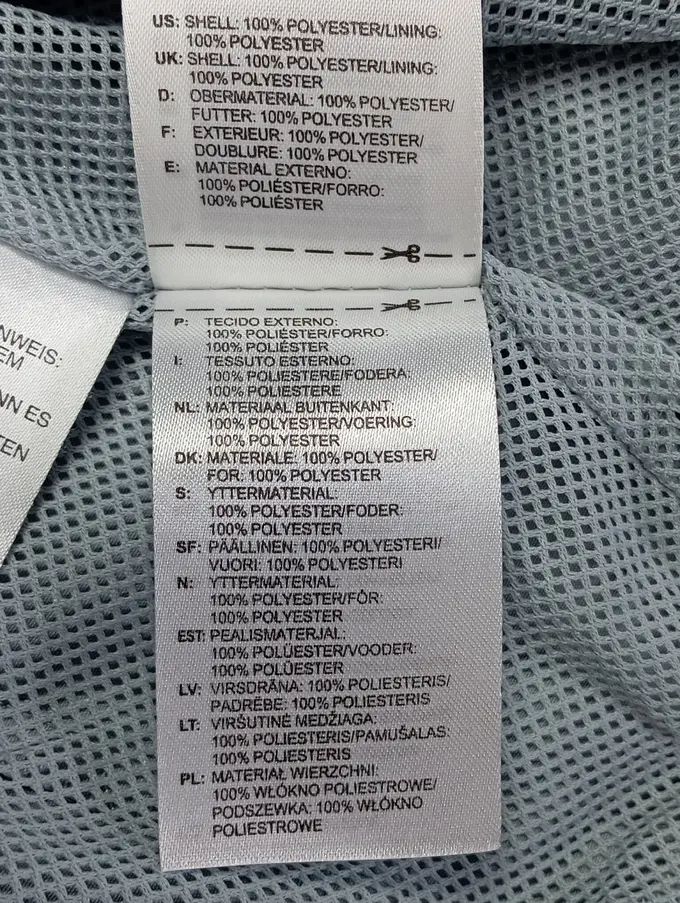 US: SHELL: 100% POLYESTER/LINING:
100% POLYESTER
UK: SHELL: 100% POLYESTER/LINING:
100% POLYESTER
D: OBERMATERIAL: 100% POLYESTER/
FUTTER: 100% POLYESTER
F: EXTERIEUR: 100% POLYESTER/
DOUBLURE: 100% POLYESTER
E: MATERIAL EXTERNO:
100% POLIÉSTER/FORRO:
100% POLIÉSTER
P: TECIDO EXTERNO:
100% POLIÉSTER/FORRO:
100% POLIÉSTER
I: TESSUTO ESTERNO:
100% POLIESTERE/FODERA:
100% POLIESTERE
NL: MATERIAAL BUITENKANT:
100% POLYESTER/VOERING:
100% POLYESTER
DK: MATERIALE: 100% POLYESTER/
FOR: 100% POLYESTER
S: YTTERMATERIAL:
100% POLYESTER/FODER:
100% POLYESTER
SF: PÄÄLLINEN: 100% POLYESTERI/
VUORI: 100% POLYESTERI
N: YTTERMATERIAL:
100% POLYESTER/FÔR:
100% POLYESTER
EST: PEALISMATERJAL:
100% POLÜESTER/VOODER:
100% POLÜESTER
LV: VIRSDRĀNA: 100% POLIESTERIS/
PADRĒBE: 100% POLIESTERIS
LT: VIRŠUTINĖ MEDŽIAGA:
100% POLIESTERIS/PAMUŠALAS:
100% POLIESTERIS
PL: MATERIAŁ WIERZCHNI:
100% WŁÓKNO POLIESTROWE/
PODSZEWKA: 100% WŁÓKNO
POLIESTROWE
NWEIS:
EM
NN ES
TEN